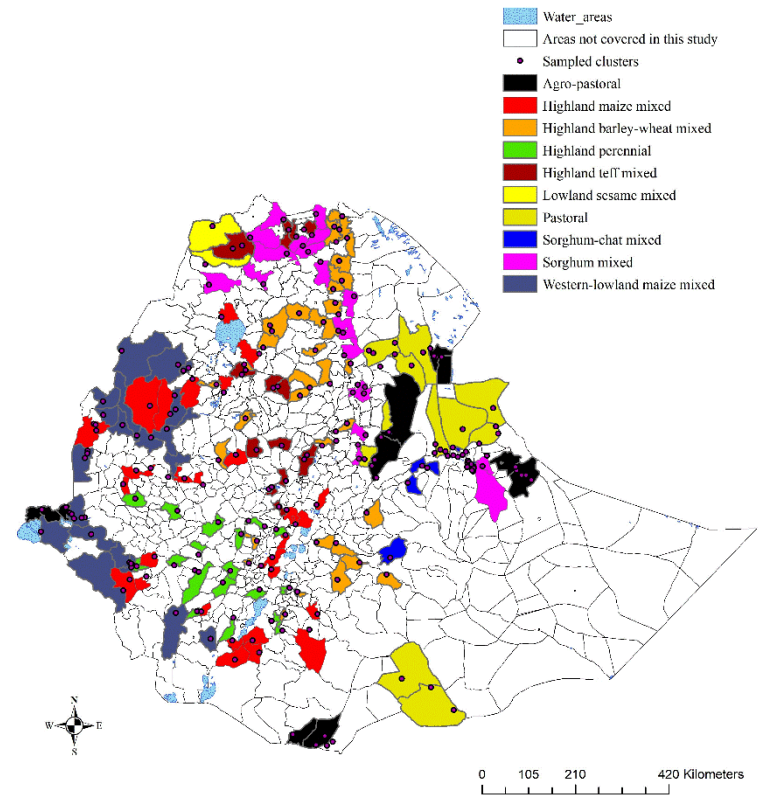 Water_areas
Areas not covered in this study
Sampled clusters
Agro-pastoral
Highland maize mixed
Highland barley-wheat mixed
Highland perennial
Highland teff mixed
Lowland sesame mixed
Pastoral
Sorghum-chat mixed
Sorghum mixed
Western-lowland maize mixed
N
W E
S
0 105 210 420 Kilometers